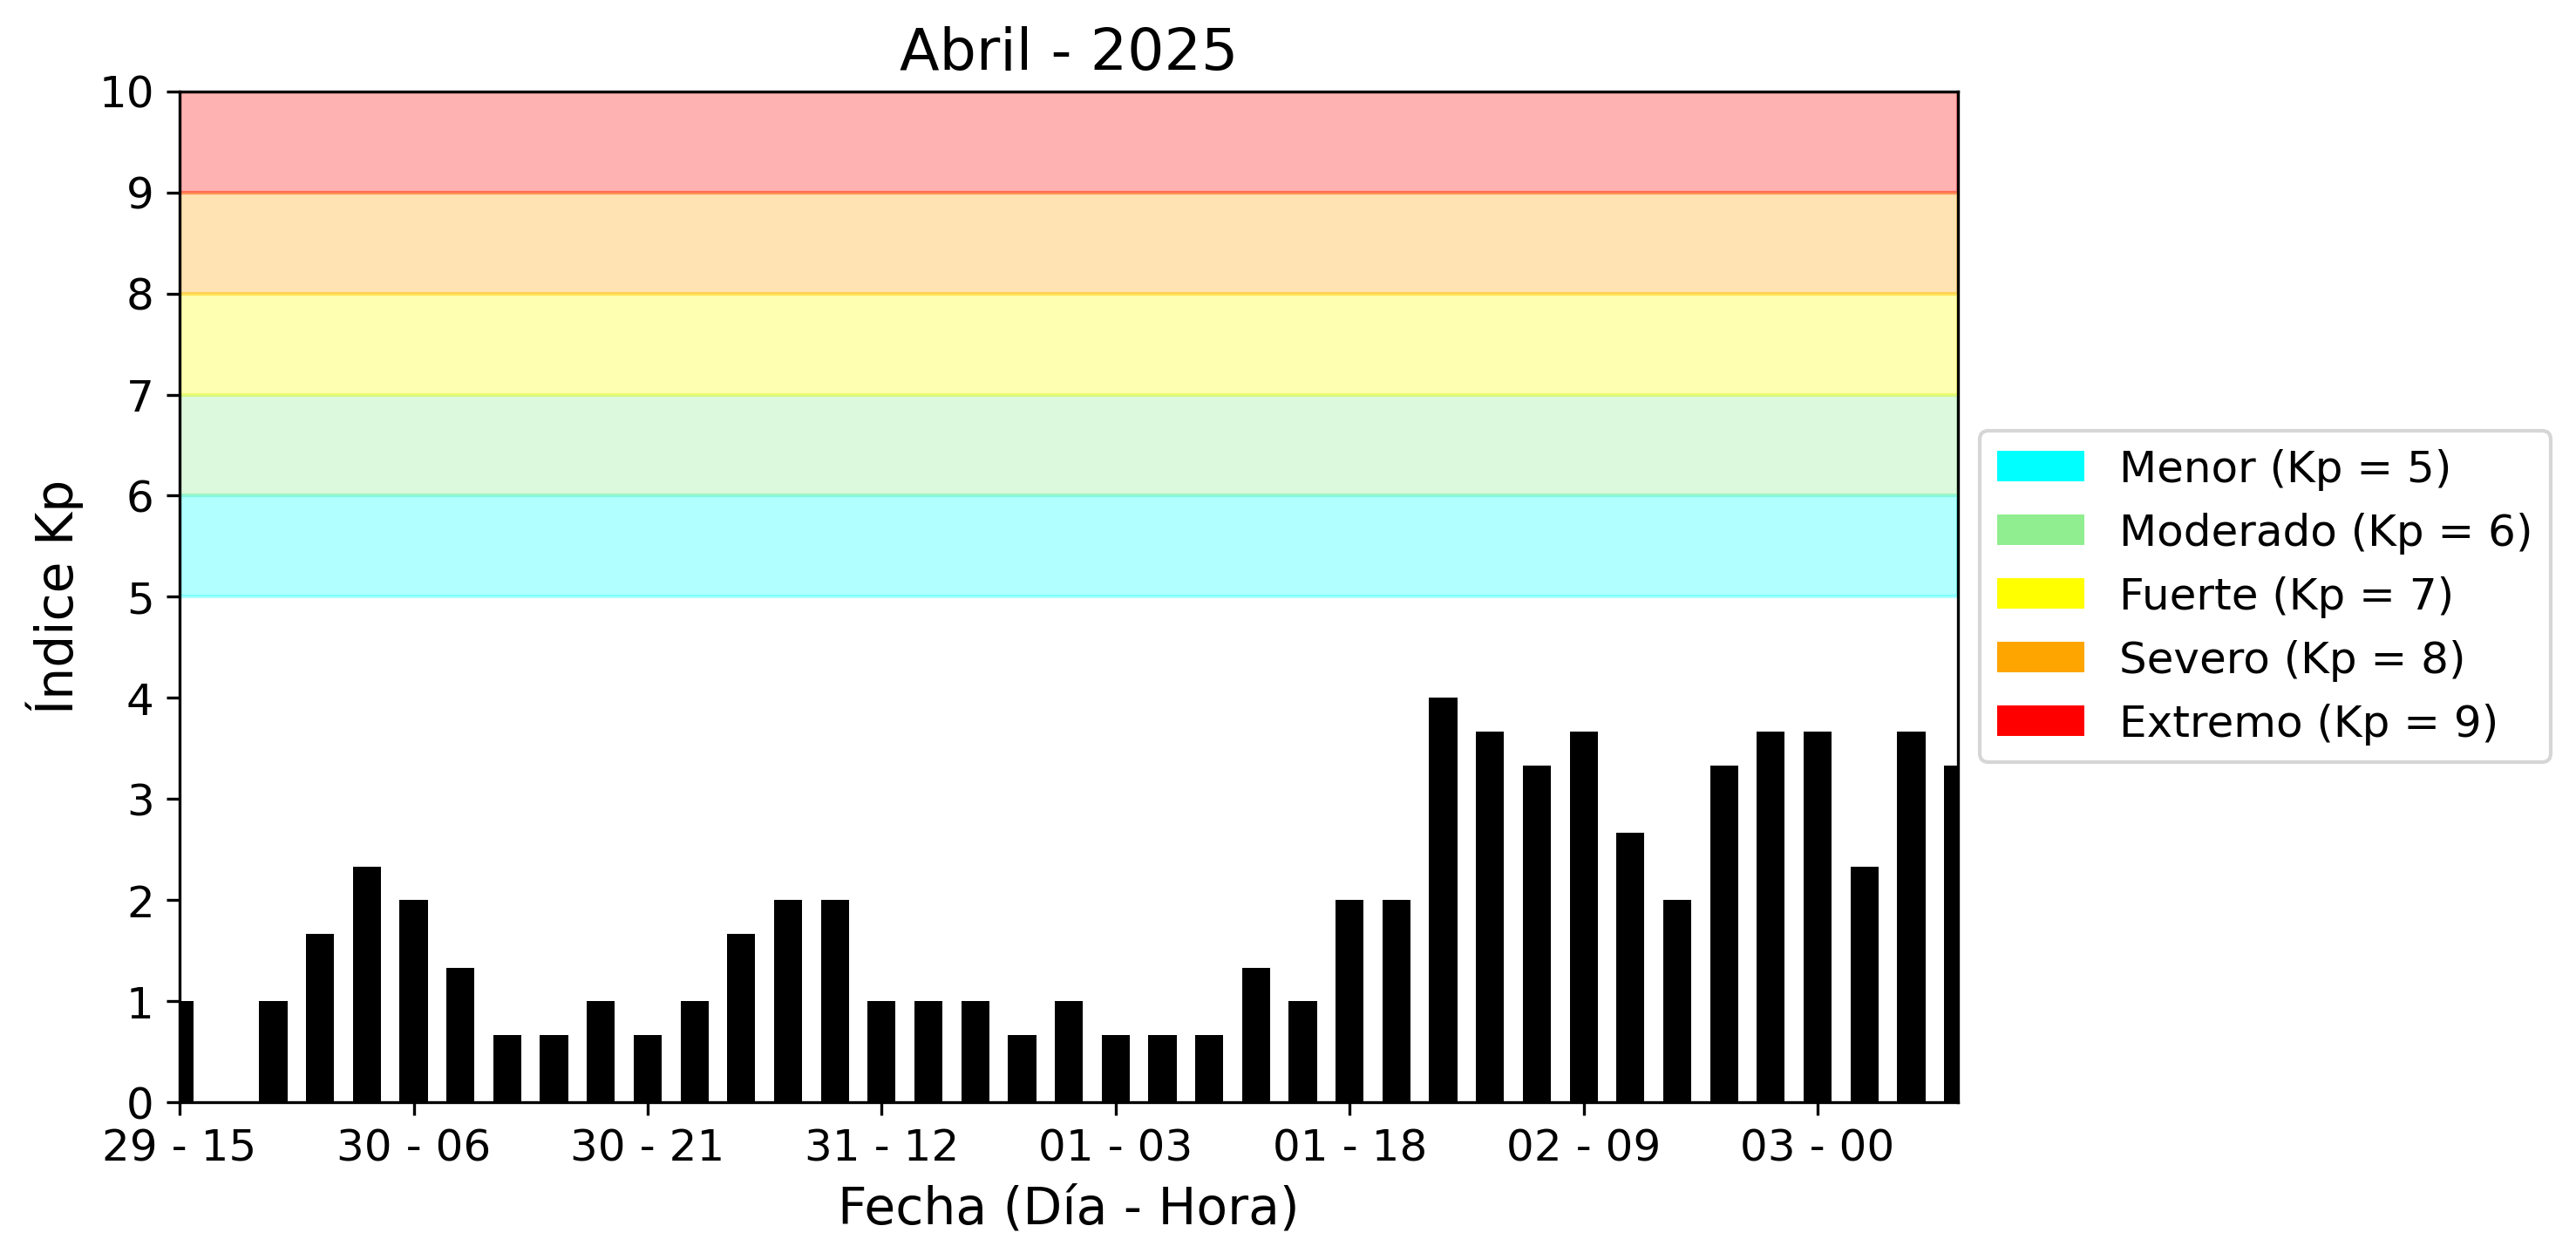 Abril - 2025
10
9
8
7
6
5
4
3
2
1
0
Índice Kp
29 - 15
30 - 06
30 - 21
31 - 12
01 - 03
01 - 18
02 - 09
03 - 00
Fecha (Día - Hora)
Menor (Kp = 5)
Moderado (Kp = 6)
Fuerte (Kp = 7)
Severo (Kp = 8)
Extremo (Kp = 9)